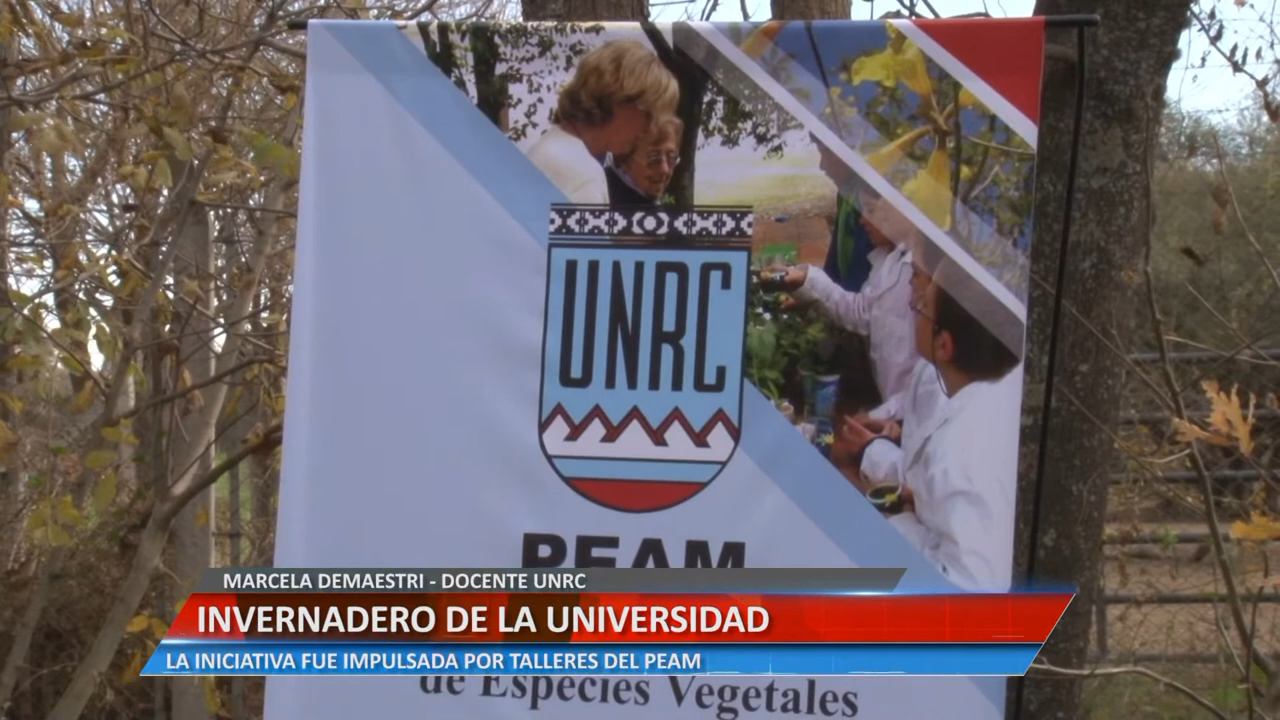 UNRC
PEAM
MARCELA DEMAESTRI - DOCENTE UNRC
INVERNADERO DE LA UNIVERSIDAD
LA INICIATIVA FUE IMPULSADA POR TALLERES DEL PEAM
de Especies Vegetales